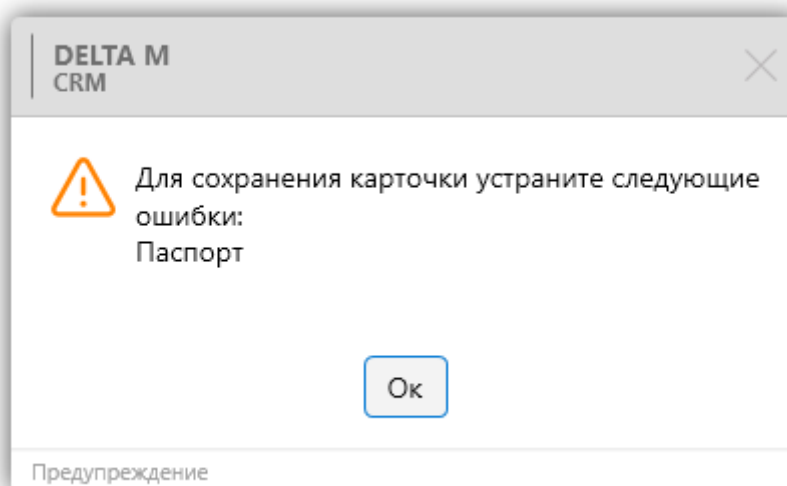 DELTA M
CRM
Для сохранения карточки устраните следующие
ошибки:
Паспорт
Ок
Предупреждение